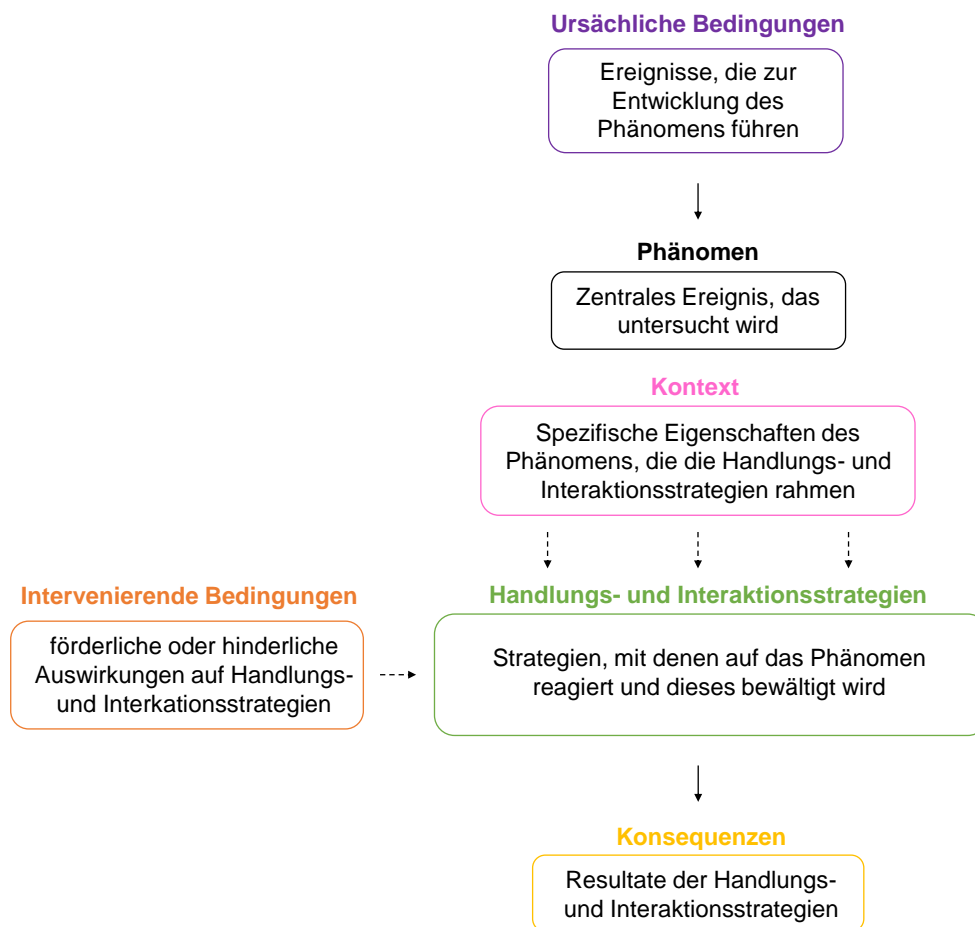 Ursächliche Bedingungen
Ereignisse, die zur
Entwicklung des
Phänomens führen
Phänomen
Zentrales Ereignis, das
untersucht wird
Kontext
Spezifische Eigenschaften des
Phänomens, die die Handlungs- und
Interaktionsstrategien rahmen
Intervenierende Bedingungen
förderliche oder hinderliche
Auswirkungen auf Handlungs-
und Interkationsstrategien
Handlungs- und Interaktionsstrategien
Strategien, mit denen auf das Phänomen
reagiert und dieses bewältigt wird
Konsequenzen
Resultate der Handlungs-
und Interaktionsstrategien